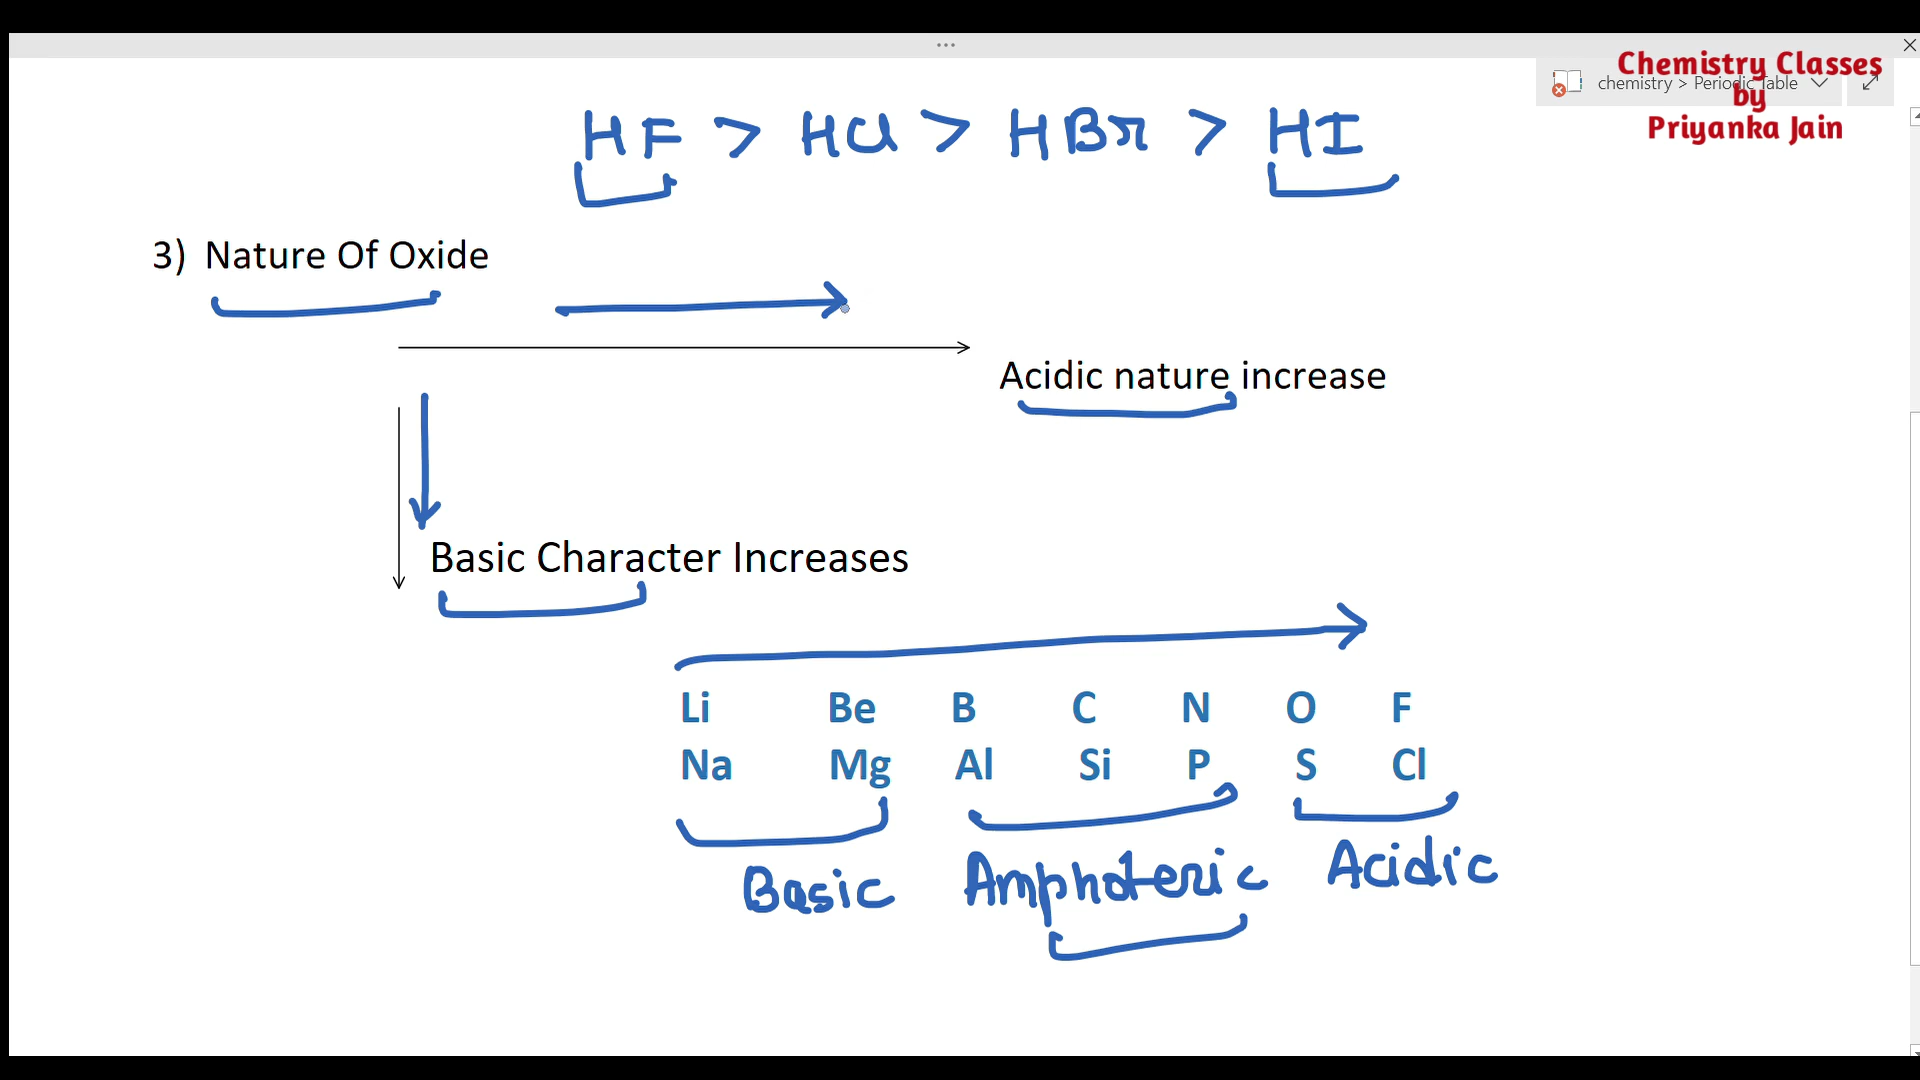 Chemistry Classes
by
Priyanka Jain
chemistry > Periodic Table
HF > HCl > HBr > HI
3) Nature Of Oxide
Acidic nature increase
Basic Character Increases
Li Be B C N O F
Na Mg Al Si P S Cl
Basic Amphoteric Acidic